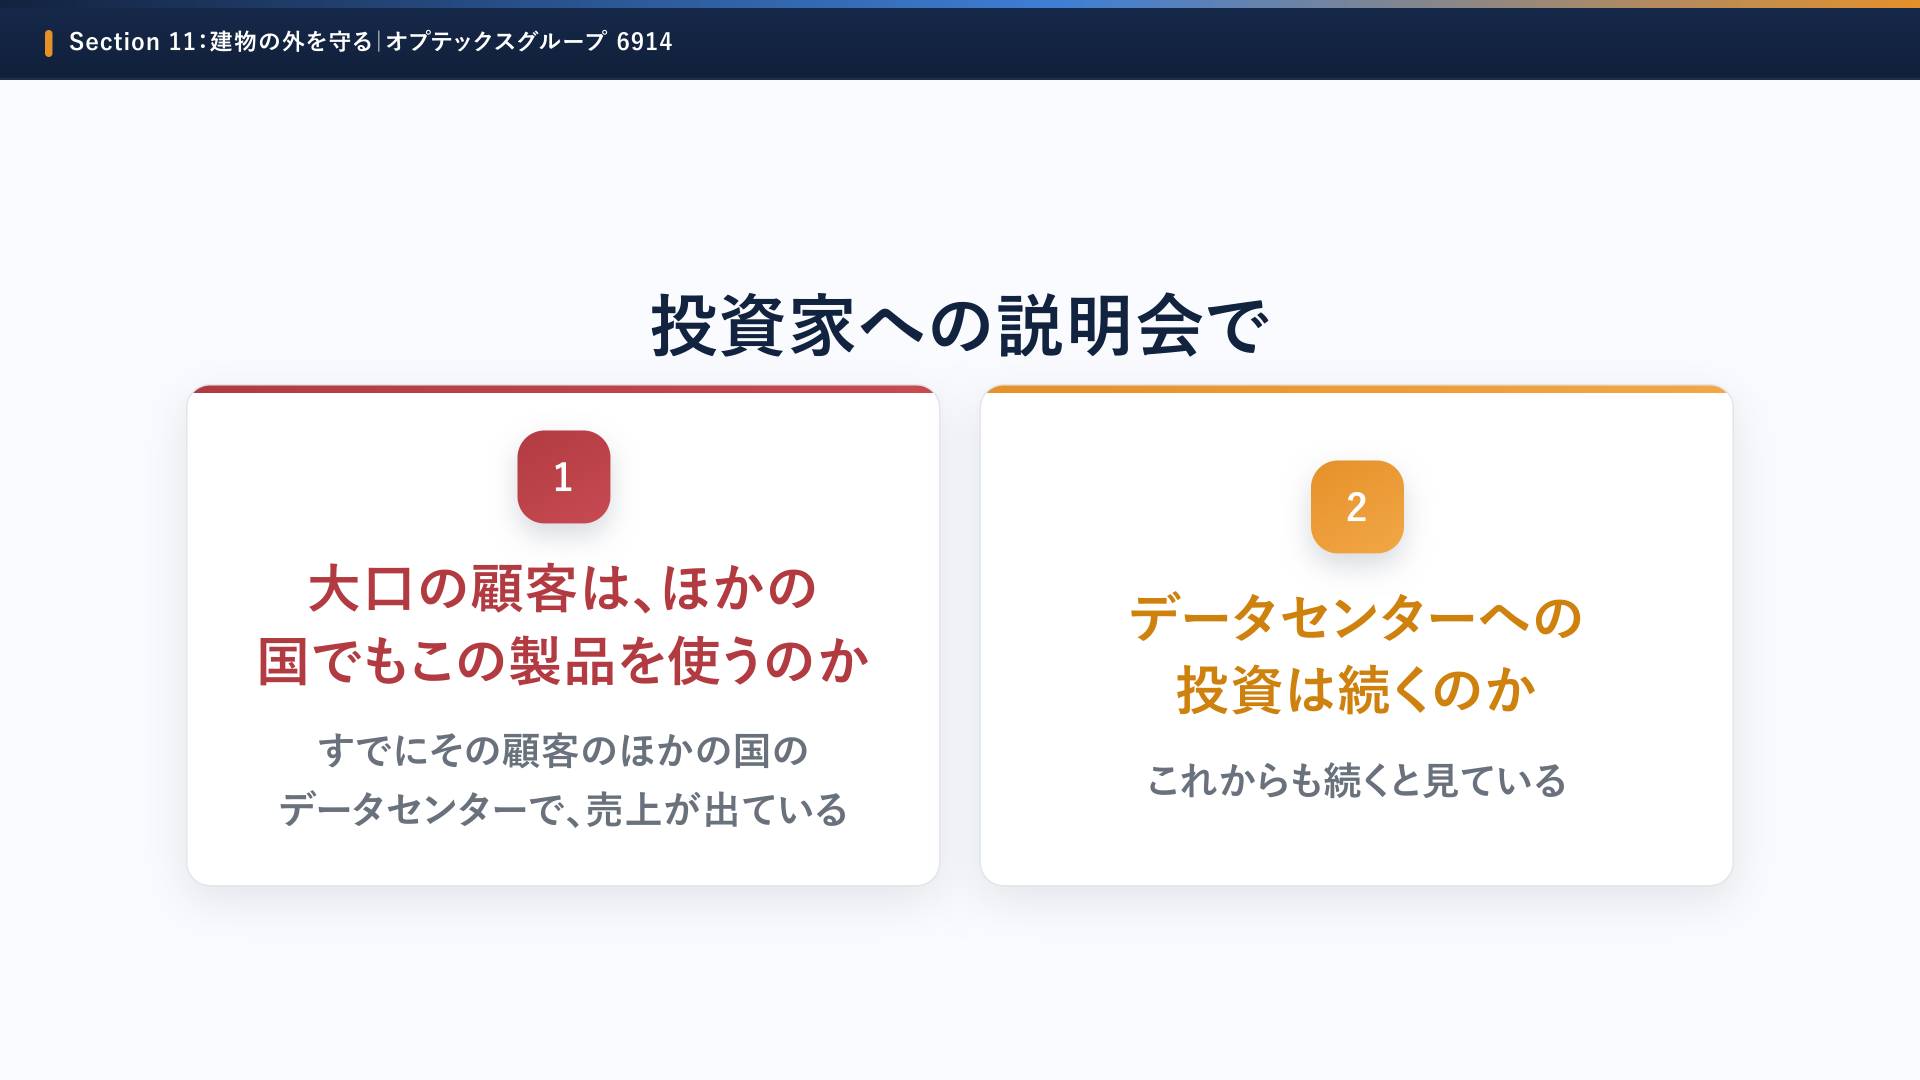 Section 11：建物の外を守る｜オプテックスグループ 6914
投資家への説明会で
1
大口の顧客は、ほかの
国でもこの製品を使うのか
すでにその顧客のほかの国の
データセンターで、売上が出ている
2
データセンターへの
投資は続くのか
これからも続くと見ている